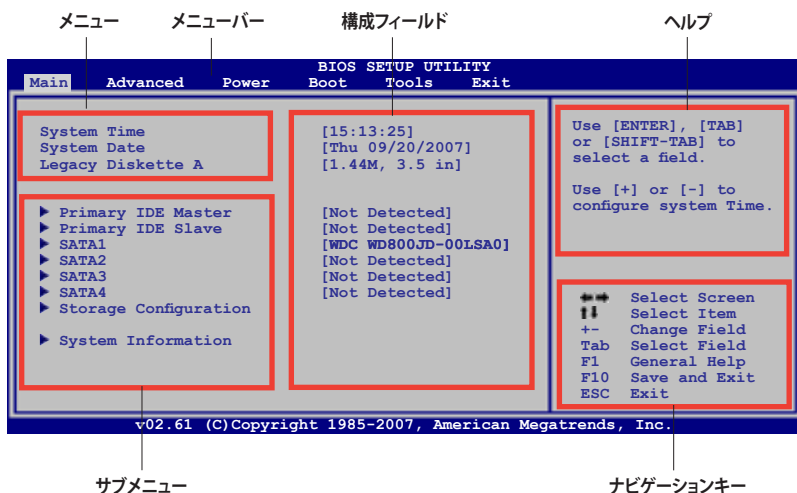 メニュー メニューバー 構成フィールド ヘルプ
BIOS SETUP UTILITY
Main Advanced Power Boot Tools Exit
System Time [15:13:25]
System Date [Thu 09/20/2007]
Legacy Diskette A [1.44M, 3.5 in]
Primary IDE Master [Not Detected]
Primary IDE Slave [Not Detected]
SATA1 [WDC WD800JD-00LSA0]
SATA2 [Not Detected]
SATA3 [Not Detected]
SATA4 [Not Detected]
Storage Configuration
System Information
Use [ENTER], [TAB]
or [SHIFT-TAB] to
select a field.
Use [+] or [-] to
configure system Time.
Select Screen
Select Item
+- Change Field
Tab Select Field
F1 General Help
F10 Save and Exit
ESC Exit
v02.61 (C)Copyright 1985-2007, American Megatrends, Inc.
サブメニュー ナビゲーションキー